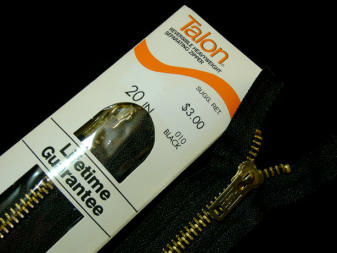 Talon
REVERSIBLE HEAVYWEIGHT
SEPARATING ZIPPER
SUGG. RET.
$3.00
20 IN
010
BLACK
Lifetime
Guarantee